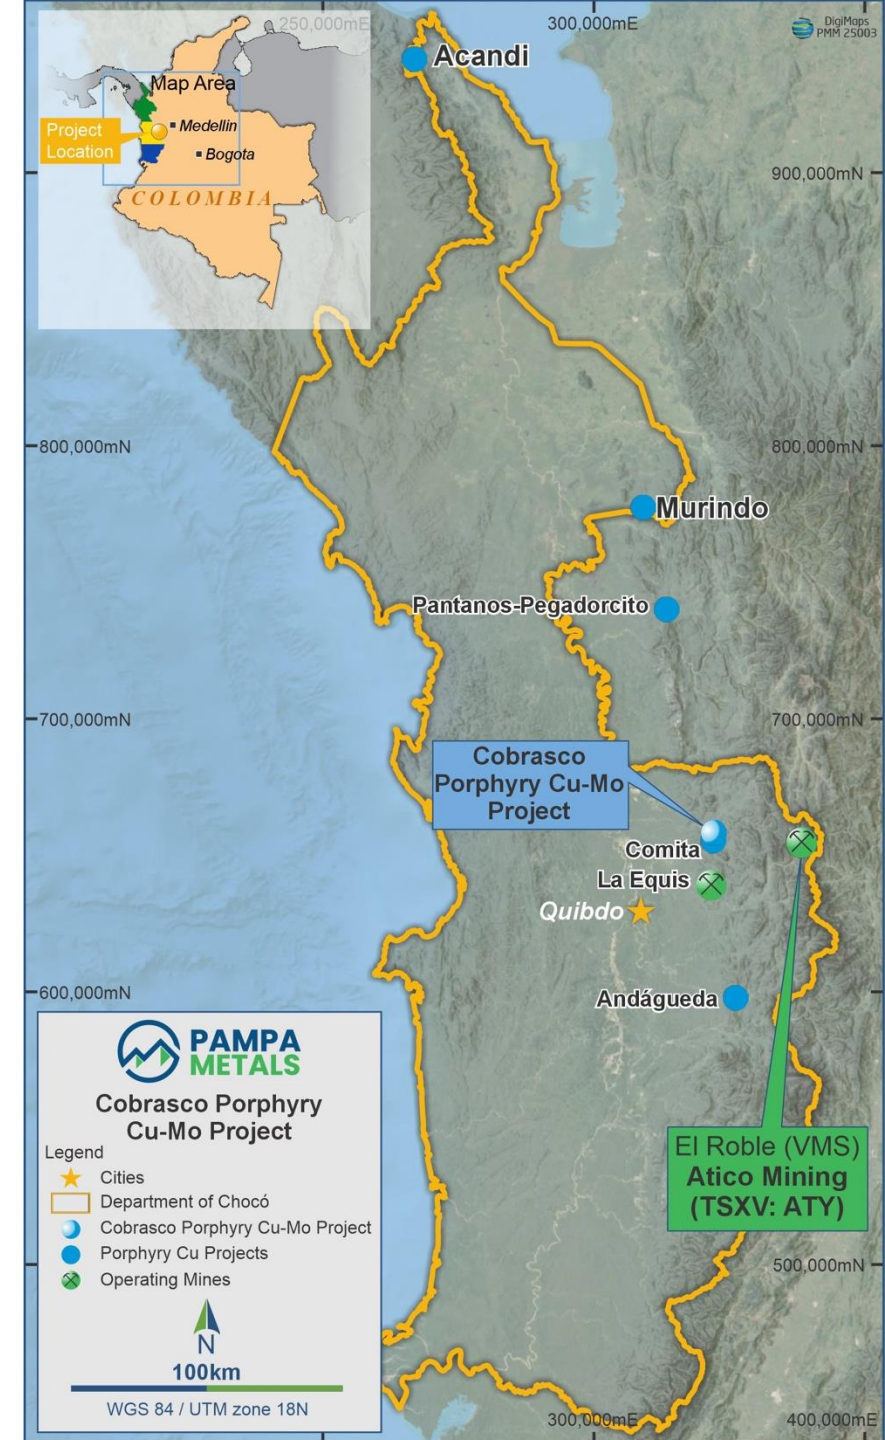 250,000mE
300,000mE
DigiMaps
PMM 25003
Map Area
Medellin
Project
Location
Bogota
COLOMBIA
Acandi
900,000mN
800,000mN
800,000mN
Murindo
Pantanos-Pegadorcito
700,000mN
700,000mN
Cobrasco
Porphyry Cu-Mo
Project
Comita
La Equis
Quibdo
600,000mN
Andágueda
PAMPA
METALS
Cobrasco Porphyry
Cu-Mo Project
Legend
Cities
Department of Chocó
Cobrasco Porphyry Cu-Mo Project
Porphyry Cu Projects
Operating Mines
N
100km
WGS 84 / UTM zone 18N
El Roble (VMS)
Atico Mining
(TSXV: ATY)
500,000mN
300,000mE
400,000mE